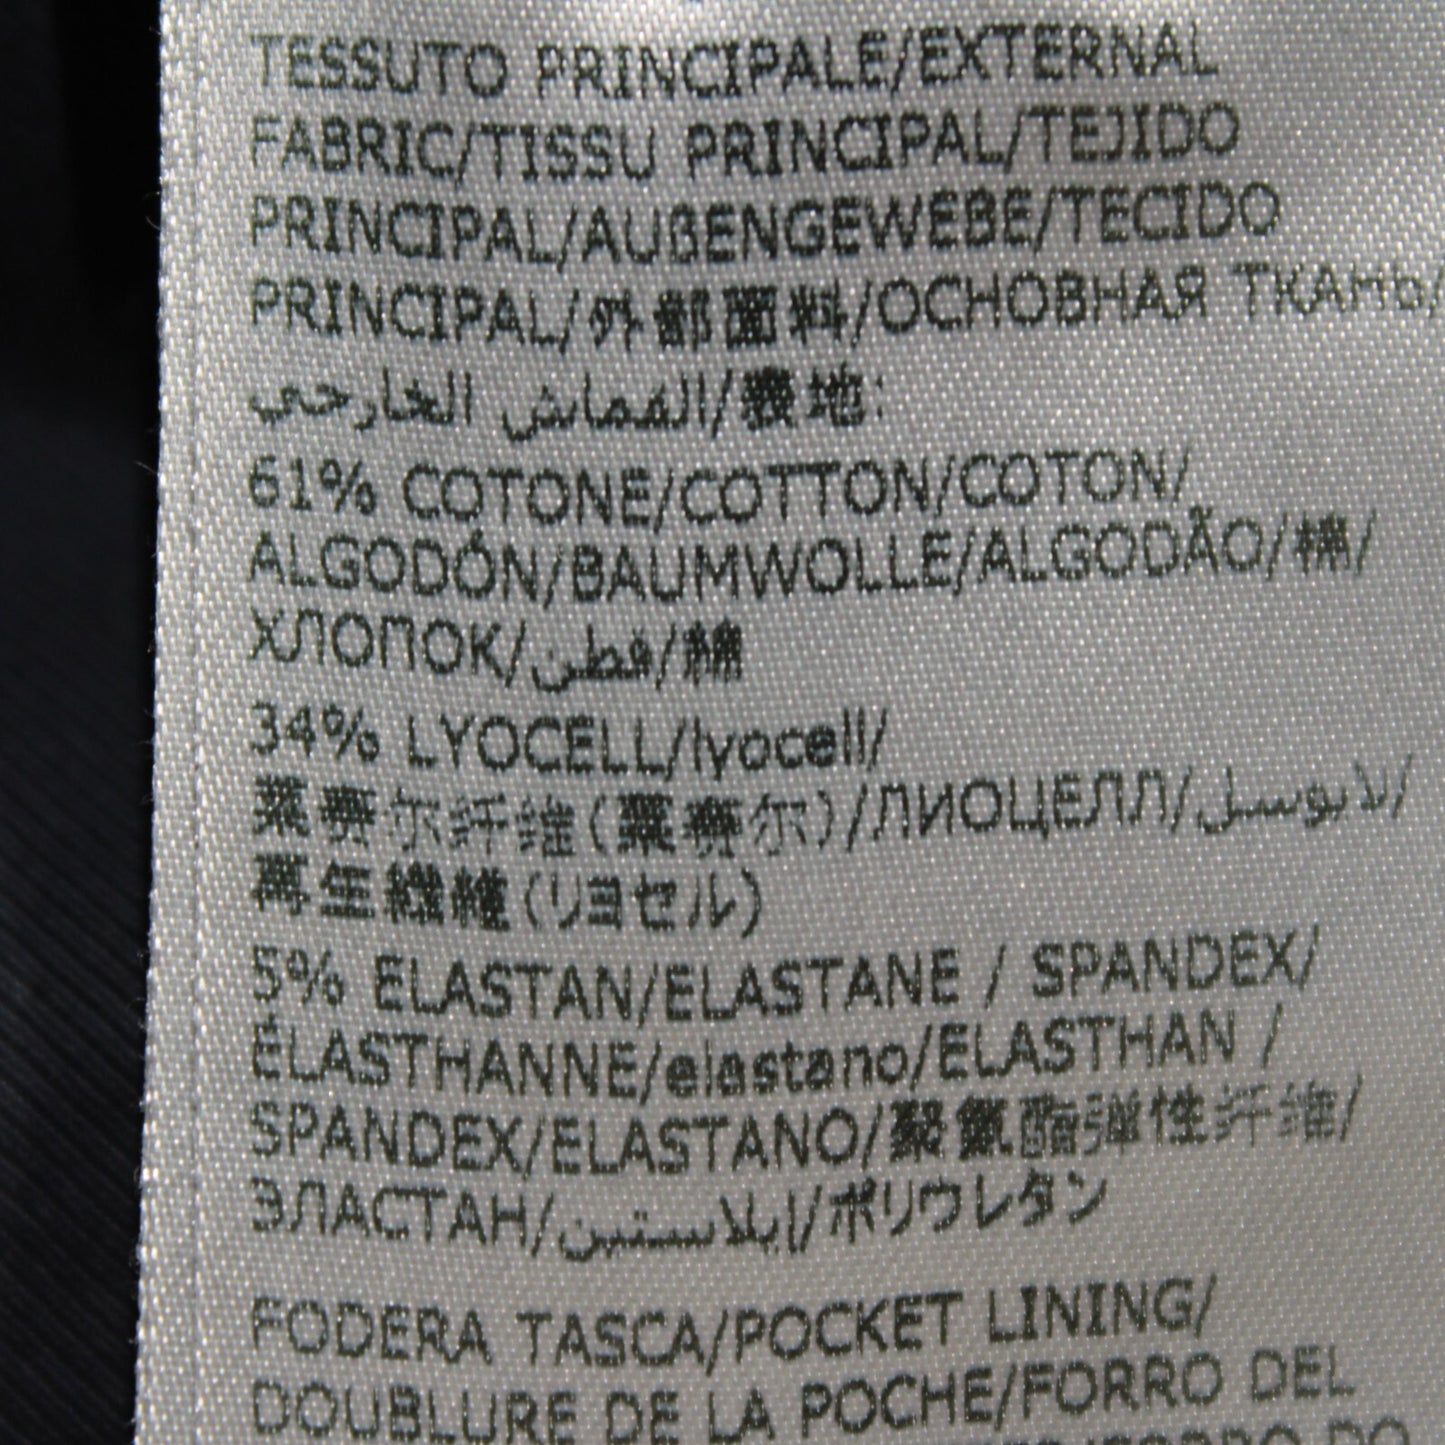 TESSUTO PRINCIPALE/EXTERNAL
FABRIC/TISSU PRINCIPAL/TEJIDO
PRINCIPAL/AUßENGEWEBE/TECIDO
PRINCIPAL/外部面料/ОСНОВНАЯ ТКАНЬ/
القماش الخارجي/表地:
61% COTONE/COTTON/COTON/
ALGODÓN/BAUMWOLLE/ALGODÃO/棉/
ХЛОПОК/قطن/綿
34% LYOCELL/lyocell/
莱赛尔纤维(莱赛尔)/ЛИОЦЕЛЛ/لايوسل/
再生繊維(リヨセル)
5% ELASTAN/ELASTANE / SPANDEX/
ÉLASTHANNE/elastano/ELASTHAN /
SPANDEX/ELASTANO/聚氨酯弹性纤维/
ЭЛАСТАН/إيلاستين/ポリウレタン
FODERA TASCA/POCKET LINING/
DOUBLURE DE LA POCHE/FORRO DEL